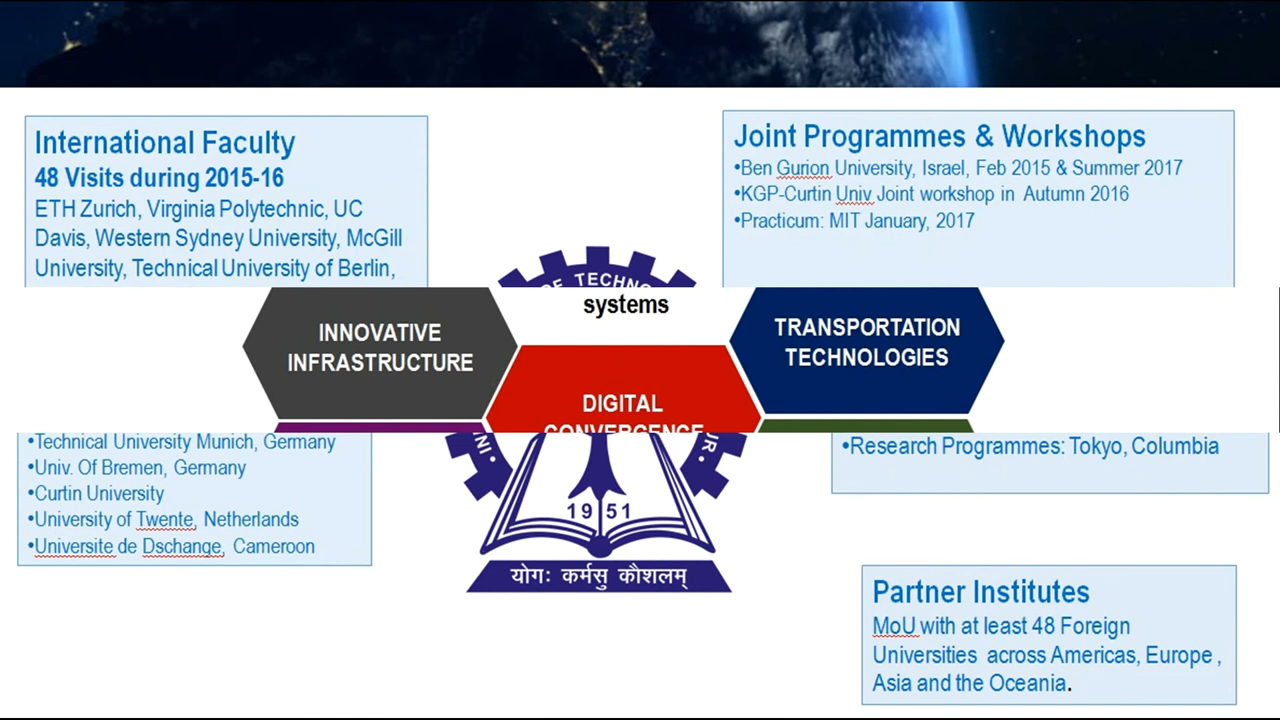 International Faculty
48 Visits during 2015-16
ETH Zurich, Virginia Polytechnic, UC
Davis, Western Sydney University, McGill
University, Technical University of Berlin,
Joint Programmes & Workshops
•Ben Gurion University, Israel, Feb 2015 & Summer 2017
•KGP-Curtin Univ Joint workshop in Autumn 2016
•Practicum: MIT January, 2017
OF TECHNO
systems
INNOVATIVE
INFRASTRUCTURE
TRANSPORTATION
TECHNOLOGIES
DIGITAL
CONVERGENCE
•Technical University Munich, Germany
•Univ. Of Bremen, Germany
•Curtin University
•University of Twente, Netherlands
•Universite de Dschange, Cameroon
•Research Programmes: Tokyo, Columbia
1951
योगः कर्मसु कौशलम्
Partner Institutes
MoU with at least 48 Foreign
Universities across Americas, Europe ,
Asia and the Oceania.